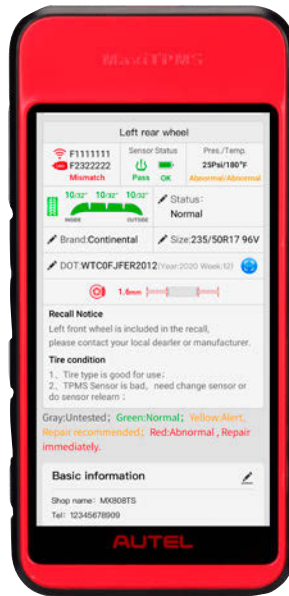 MaxiTPMS
Left rear wheel
F1111111
F2322222
Mismatch
Sensor Status
Pass OK
Pres./Temp.
25Psi/180°F
Abnormal/Abnormal
10/32" 10/32" 10/32"
INSIDE OUTSIDE
Status:
Normal
Brand:Continental
Size:235/50R17 96V
DOT:WTC0FJFER2012(Year:2020 Week:12)
1.6mm
Recall Notice
Left front wheel is included in the recall,
please contact your local dealer or manufacturer.
Tire condition
1、Tire type is good for use;
2、TPMS Sensor is bad, need change sensor or
do sensor relearn ;
Gray:Untested; Green:Normal; Yellow:Alert,
Repair recommended; Red:Abnormal , Repair
immediately.
Basic information
Shop name: MX808TS
Tel: 12345678909
AUTEL